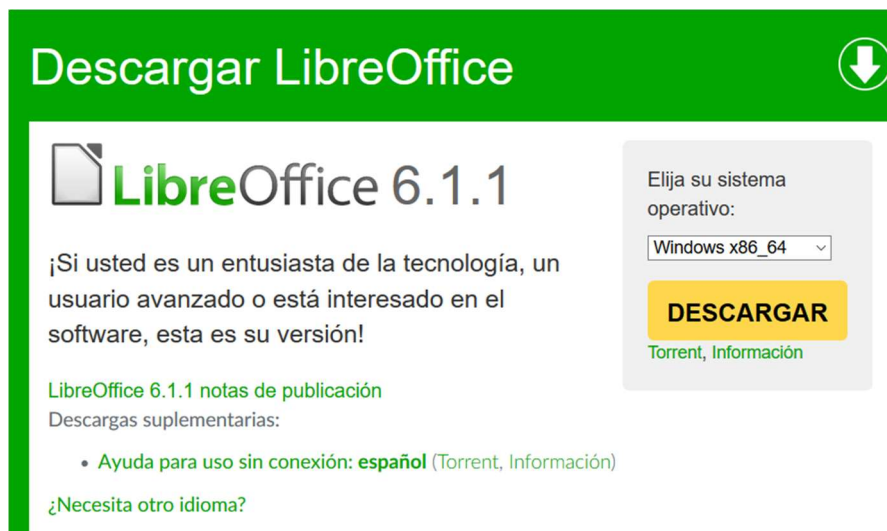 Descargar LibreOffice
LibreOffice 6.1.1
¡Si usted es un entusiasta de la tecnología, un
usuario avanzado o está interesado en el
software, esta es su versión!
LibreOffice 6.1.1 notas de publicación
Descargas suplementarias:
• Ayuda para uso sin conexión: español (Torrent, Información)
¿Necesita otro idioma?
Elija su sistema
operativo:
Windows x86_64
DESCARGAR
Torrent, Información